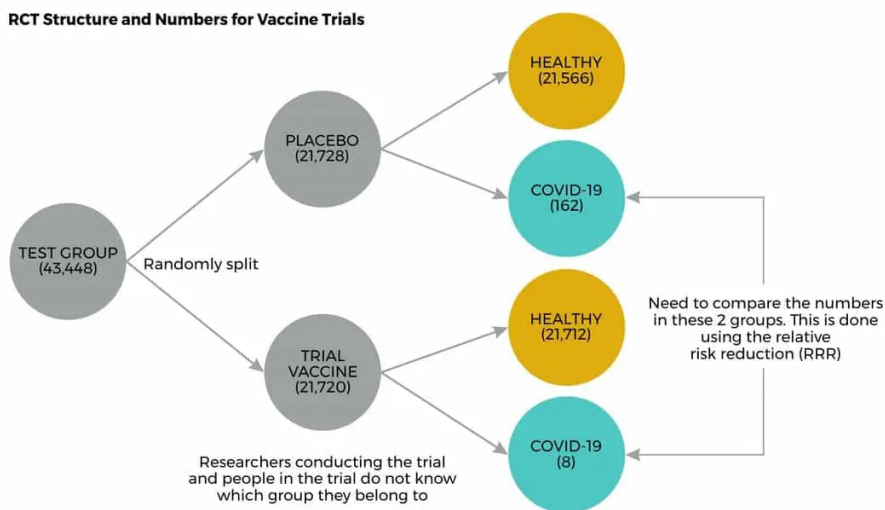 RCT Structure and Numbers for Vaccine Trials
HEALTHY
(21,566)
PLACEBO
(21,728)
COVID-19
(162)
TEST GROUP
(43,448)
Randomly split
HEALTHY
(21,712)
Need to compare the numbers
in these 2 groups. This is done
using the relative
risk reduction (RRR)
TRIAL
VACCINE
(21,720)
COVID-19
(8)
Researchers conducting the trial
and people in the trial do not know
which group they belong to